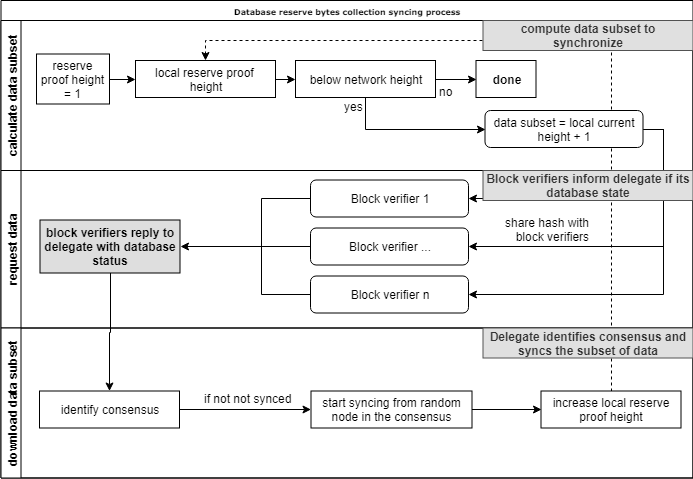 Database reserve bytes collection syncing process
calculate data subset
compute data subset to
synchronize
reserve
proof height
= 1
local reserve proof
height
below network height
no
done
yes
data subset = local current
height + 1
request data
Block verifiers inform delegate if its
database state
Block verifier 1
share hash with
block verifiers
block verifiers reply to
delegate with database
status
Block verifier ...
Block verifier n
download data subset
Delegate identifies consensus and
syncs the subset of data
identify consensus
if not not synced
start syncing from random
node in the consensus
increase local reserve
proof height